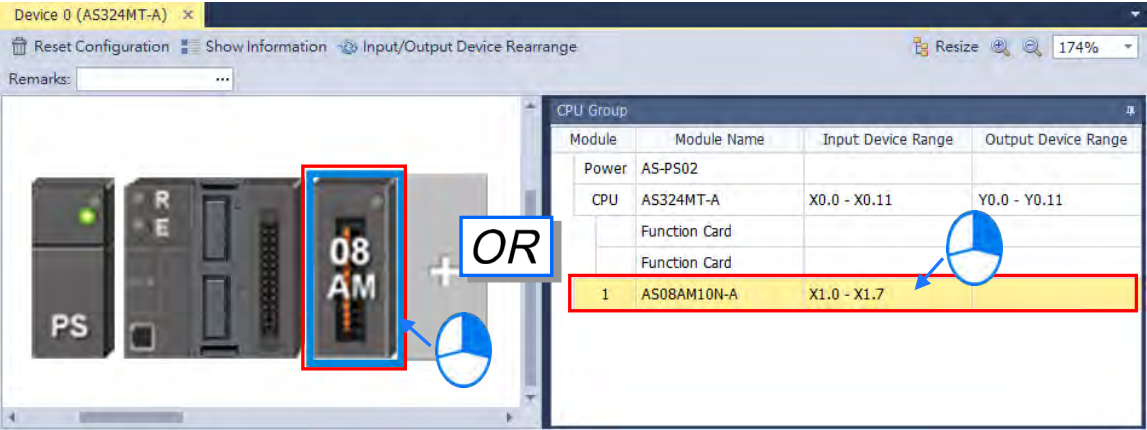 Device 0 (AS324MT-A) ×
Reset Configuration Show Information Input/Output Device Rearrange Resize 174%
Remarks: ...
CPU Group
Module Module Name Input Device Range Output Device Range
Power AS-PS02
CPU AS324MT-A X0.0 - X0.11 Y0.0 - Y0.11
Function Card
Function Card
1 AS08AM10N-A X1.0 - X1.7
R
E
PS
08
AM
+
OR